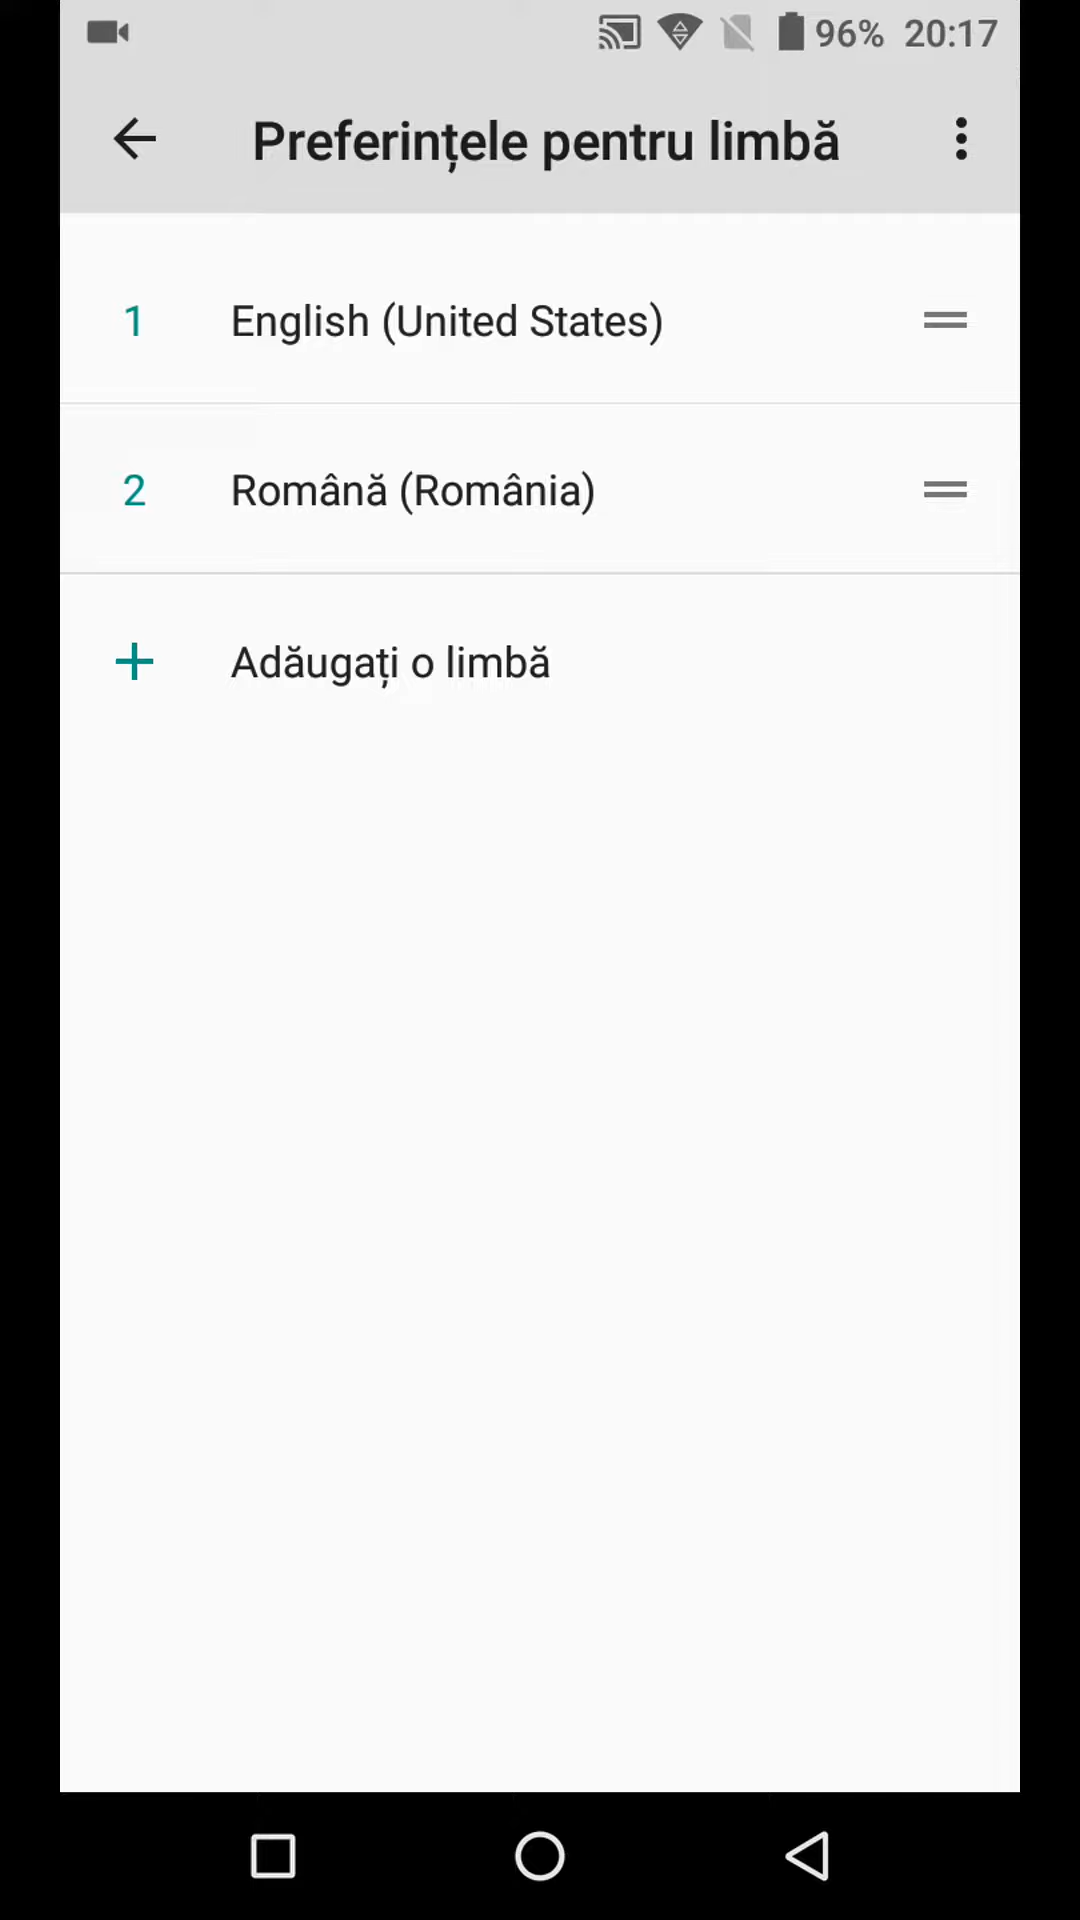 96% 20:17
Preferințele pentru limbă
1 English (United States)
2 Română (România)
Adăugați o limbă